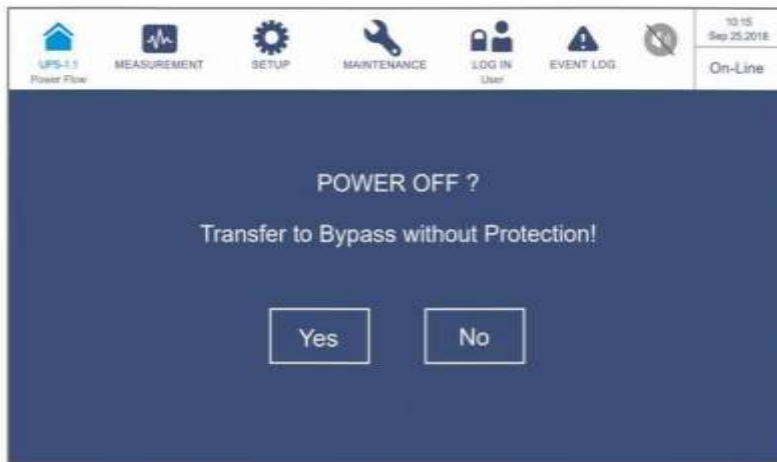 UPS-1.1
Power Flow
MEASUREMENT
SETUP
MAINTENANCE
LOG IN
User
EVENT LOG
10:15
Sep 25,2018
On-Line
POWER OFF ?
Transfer to Bypass without Protection!
Yes
No